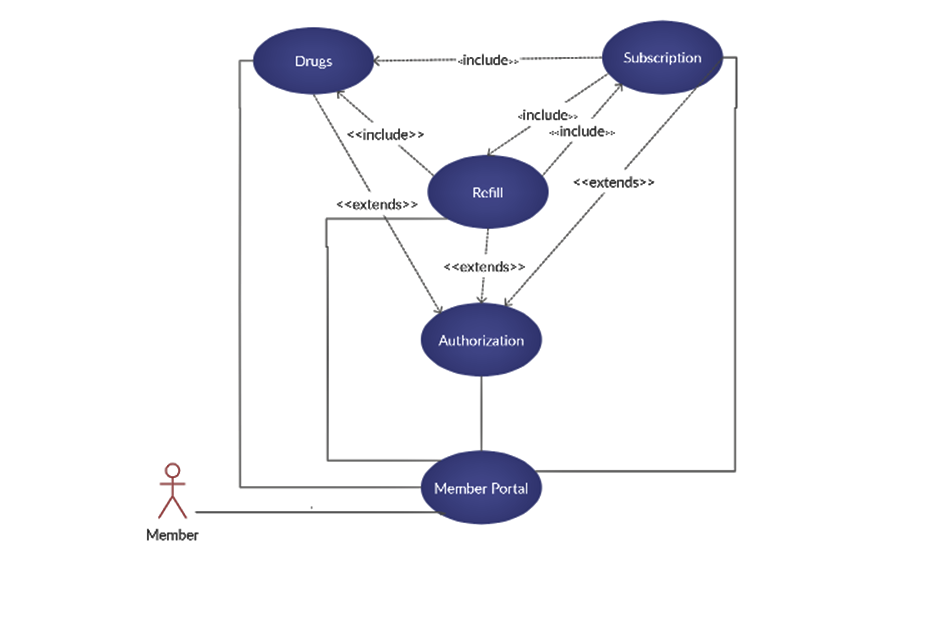 Drugs
<include>>
Subscription
<include>>
<<include>>
<<include>>
<<extends>>
Refill
<<extends>>
<<extends>>
Authorization
Member Portal
Member